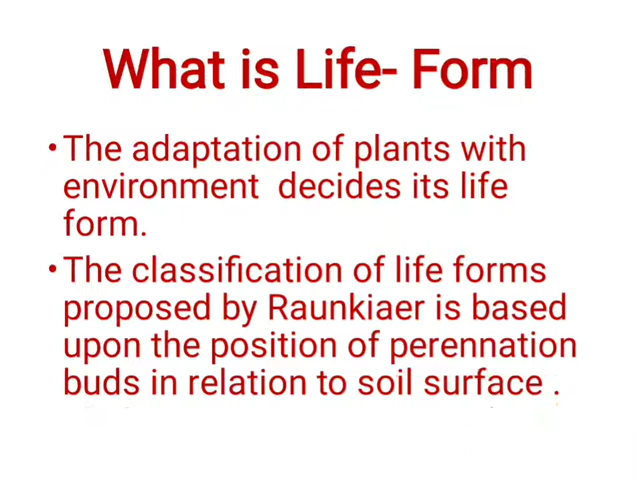 What is Life- Form
•The adaptation of plants with
environment  decides its life
form.
•The classification of life forms
proposed by Raunkiaer is based
upon the position of perennation
buds in relation to soil surface .